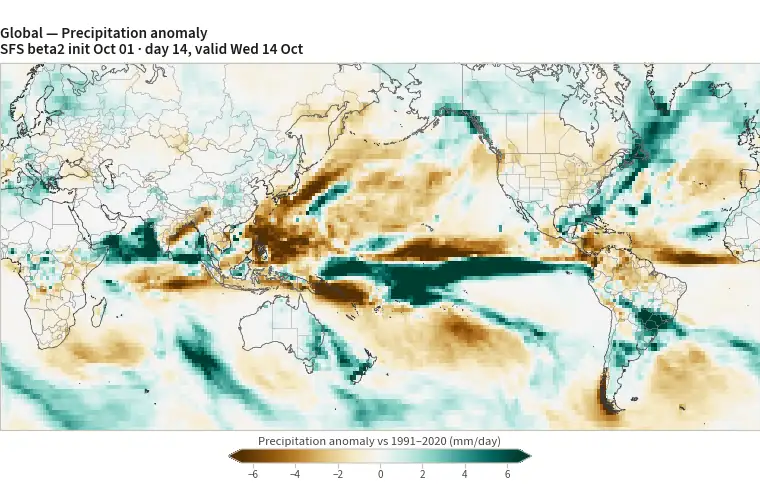 Global — Precipitation anomaly
SFS beta2 init Oct 01 · day 14, valid Wed 14 Oct
Precipitation anomaly vs 1991–2020 (mm/day)
−6 −4 −2 0 2 4 6